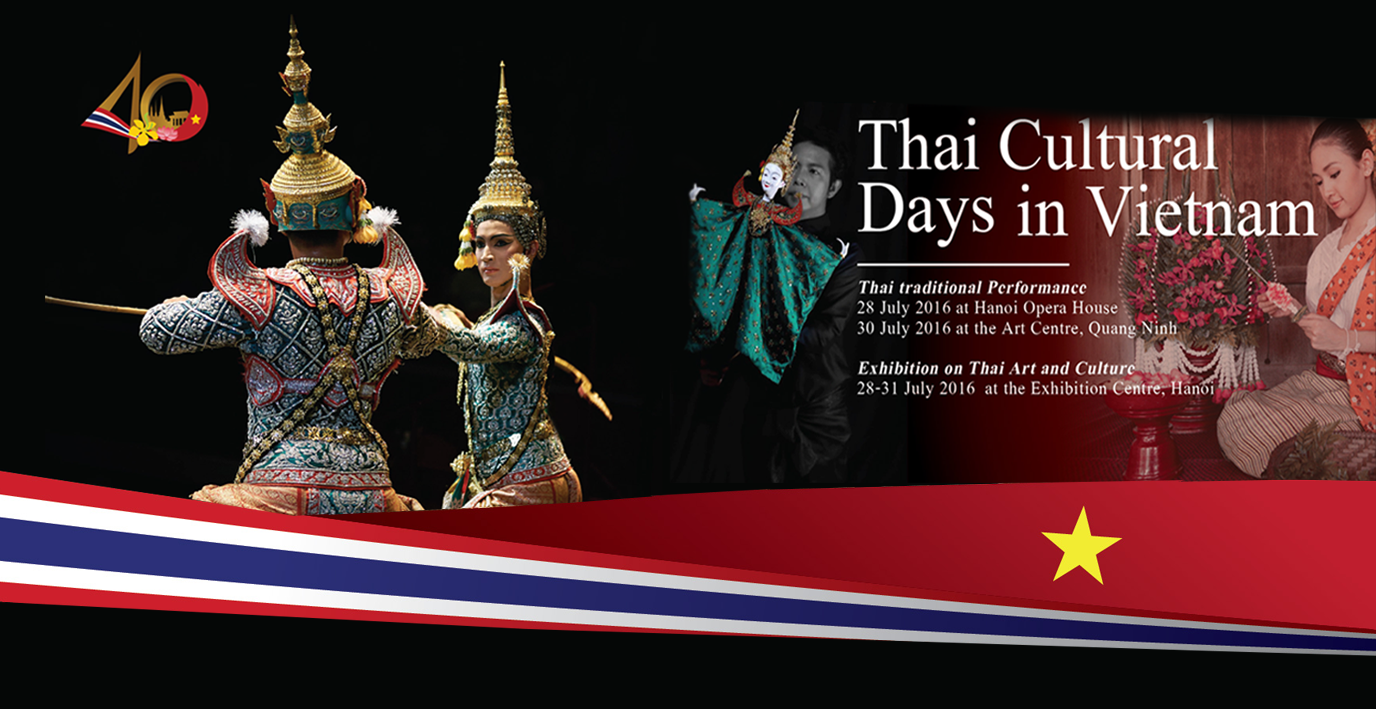 40
Thai Cultural
Days in Vietnam
Thai traditional Performance
28 July 2016 at Hanoi Opera House
30 July 2016 at the Art Centre, Quang Ninh
Exhibition on Thai Art and Culture
28-31 July 2016 at the Exhibition Centre, Hanoi